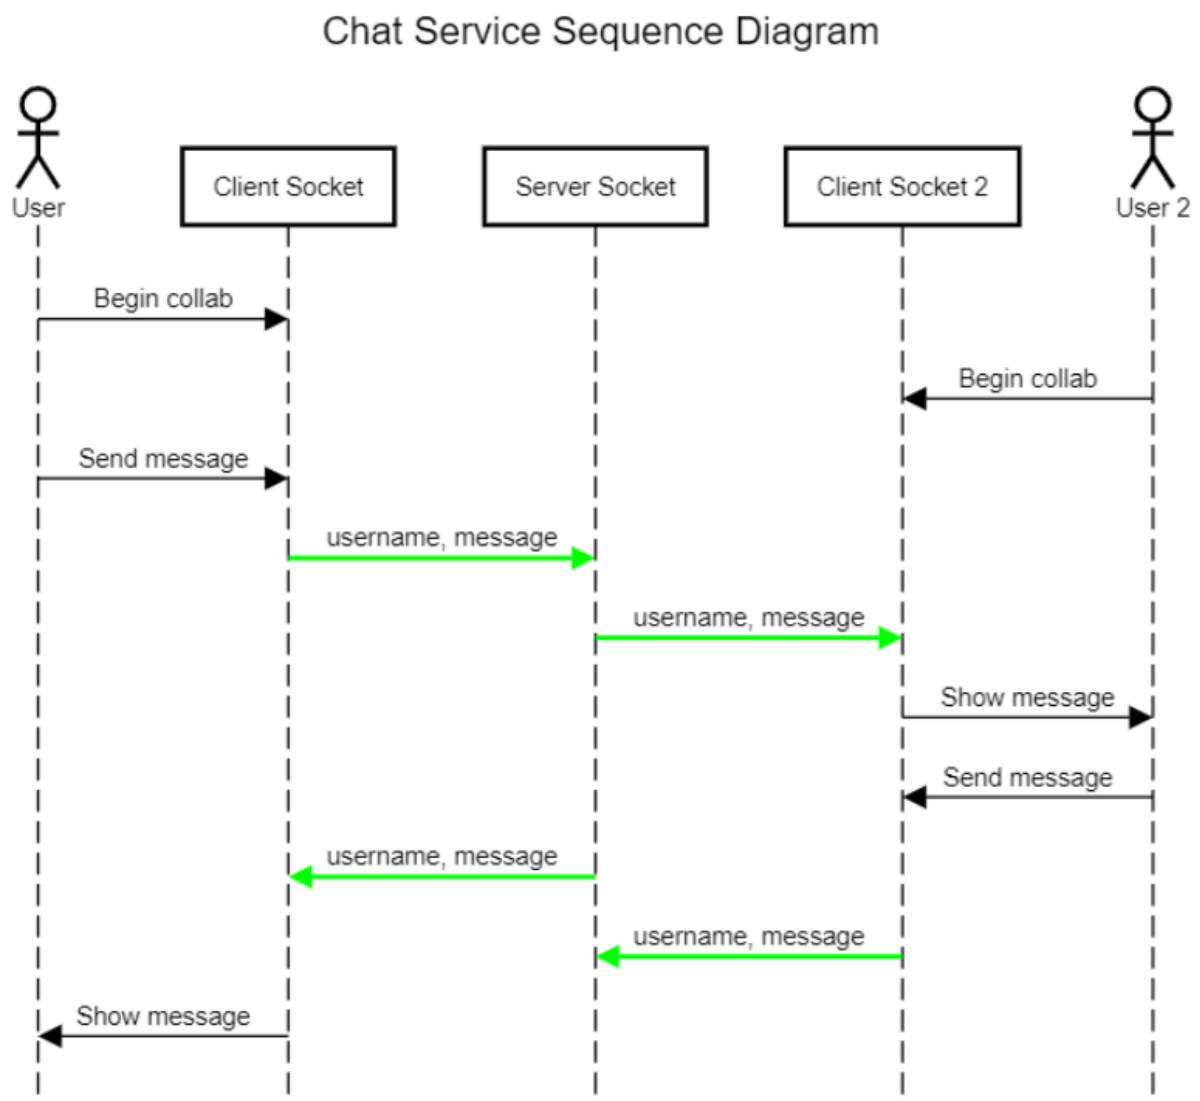 Chat Service Sequence Diagram
User
Client Socket
Server Socket
Client Socket 2
User 2
Begin collab
Begin collab
Send message
username, message
username, message
Show message
Send message
username, message
username, message
Show message